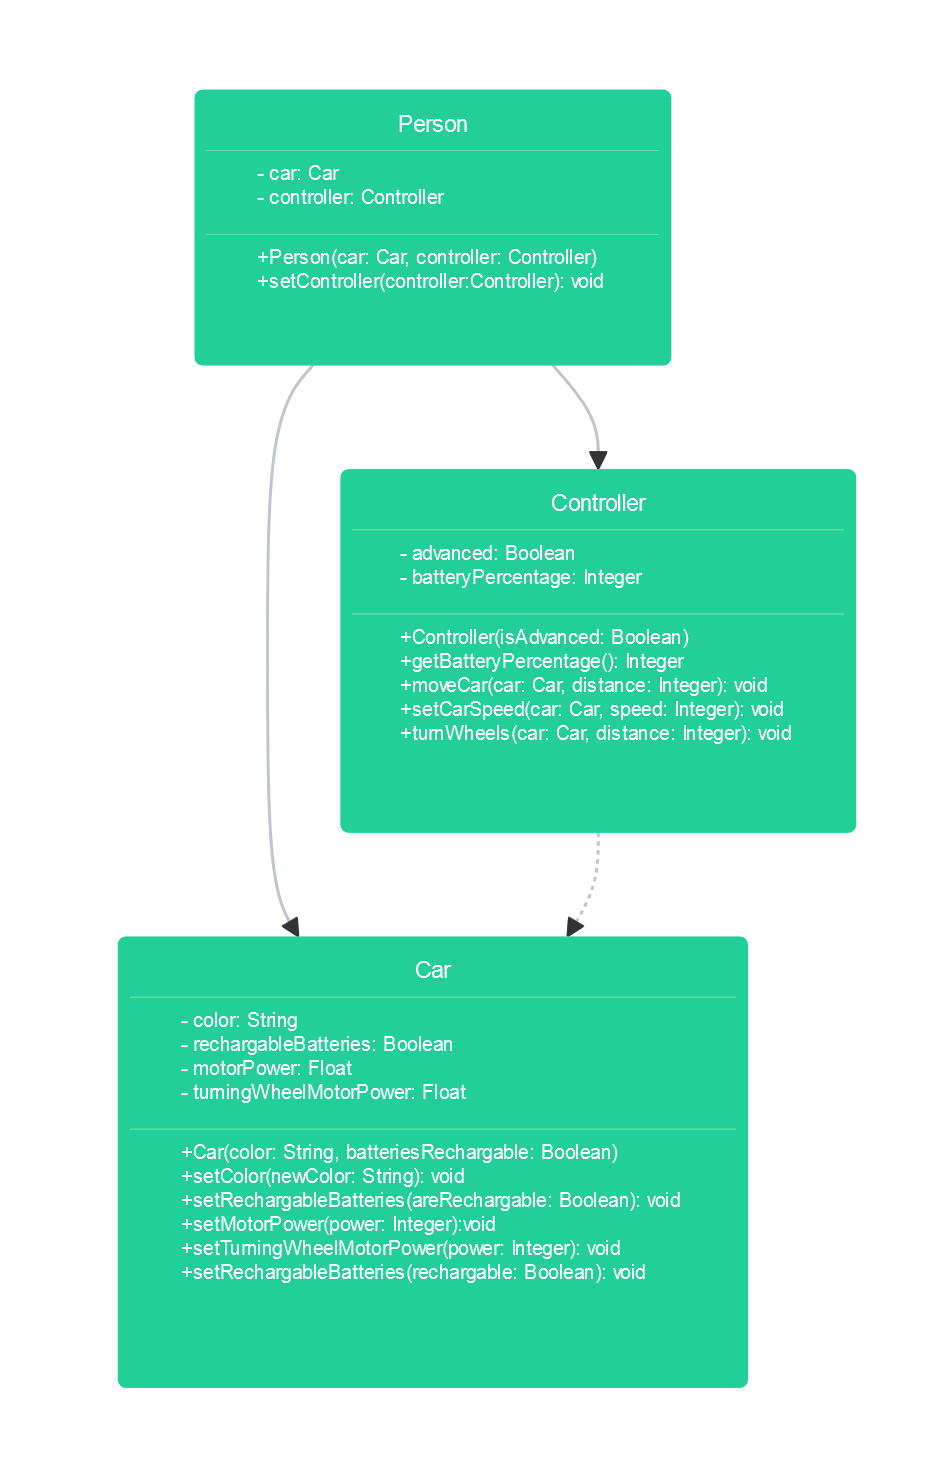 Person
- car: Car
- controller: Controller
+Person(car: Car, controller: Controller)
+setController(controller:Controller): void
Controller
- advanced: Boolean
- batteryPercentage: Integer
+Controller(isAdvanced: Boolean)
+getBatteryPercentage(): Integer
+moveCar(car: Car, distance: Integer): void
+setCarSpeed(car: Car, speed: Integer): void
+turnWheels(car: Car, distance: Integer): void
Car
- color: String
- rechargableBatteries: Boolean
- motorPower: Float
- turningWheelMotorPower: Float
+Car(color: String, batteriesRechargable: Boolean)
+setColor(newColor: String): void
+setRechargableBatteries(areRechargable: Boolean): void
+setMotorPower(power: Integer):void
+setTurningWheelMotorPower(power: Integer): void
+setRechargableBatteries(rechargable: Boolean): void